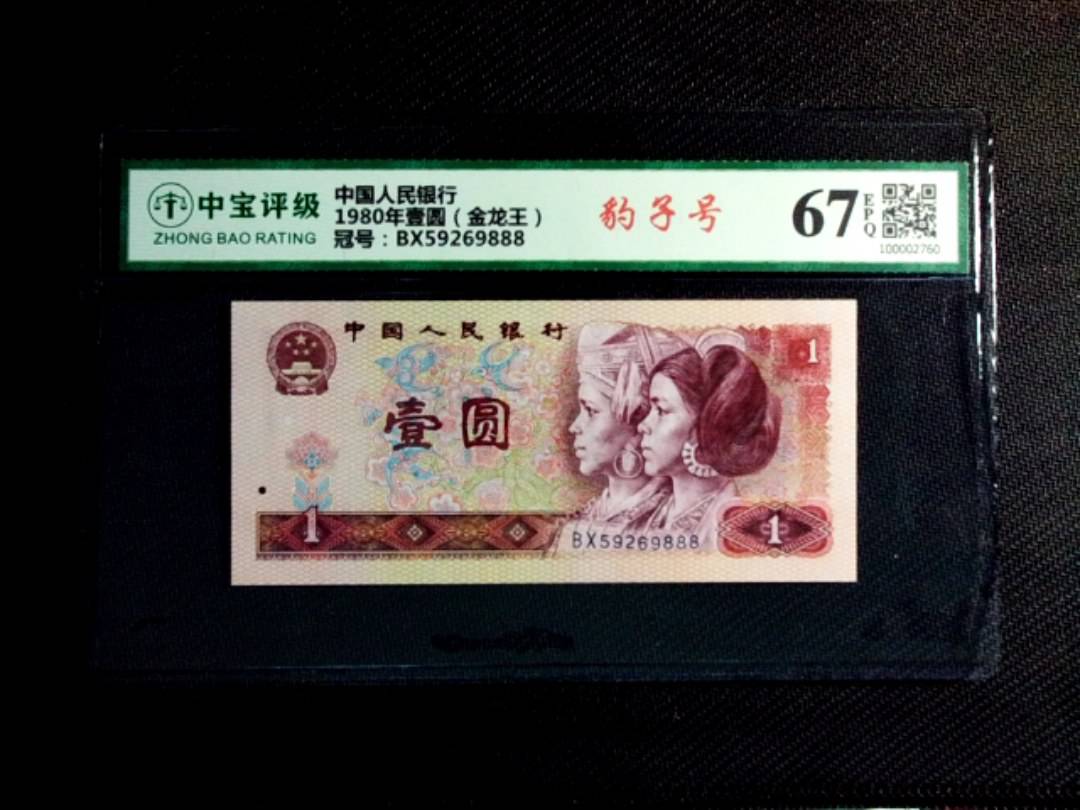 中宝评级
ZHONG BAO RATING
中国人民银行
1980年壹圆（金龙王）
冠号：BX59269888
豹子号
67
EPQ
100002760
中国人民银行
1
壹圆
1
BX59269888
1